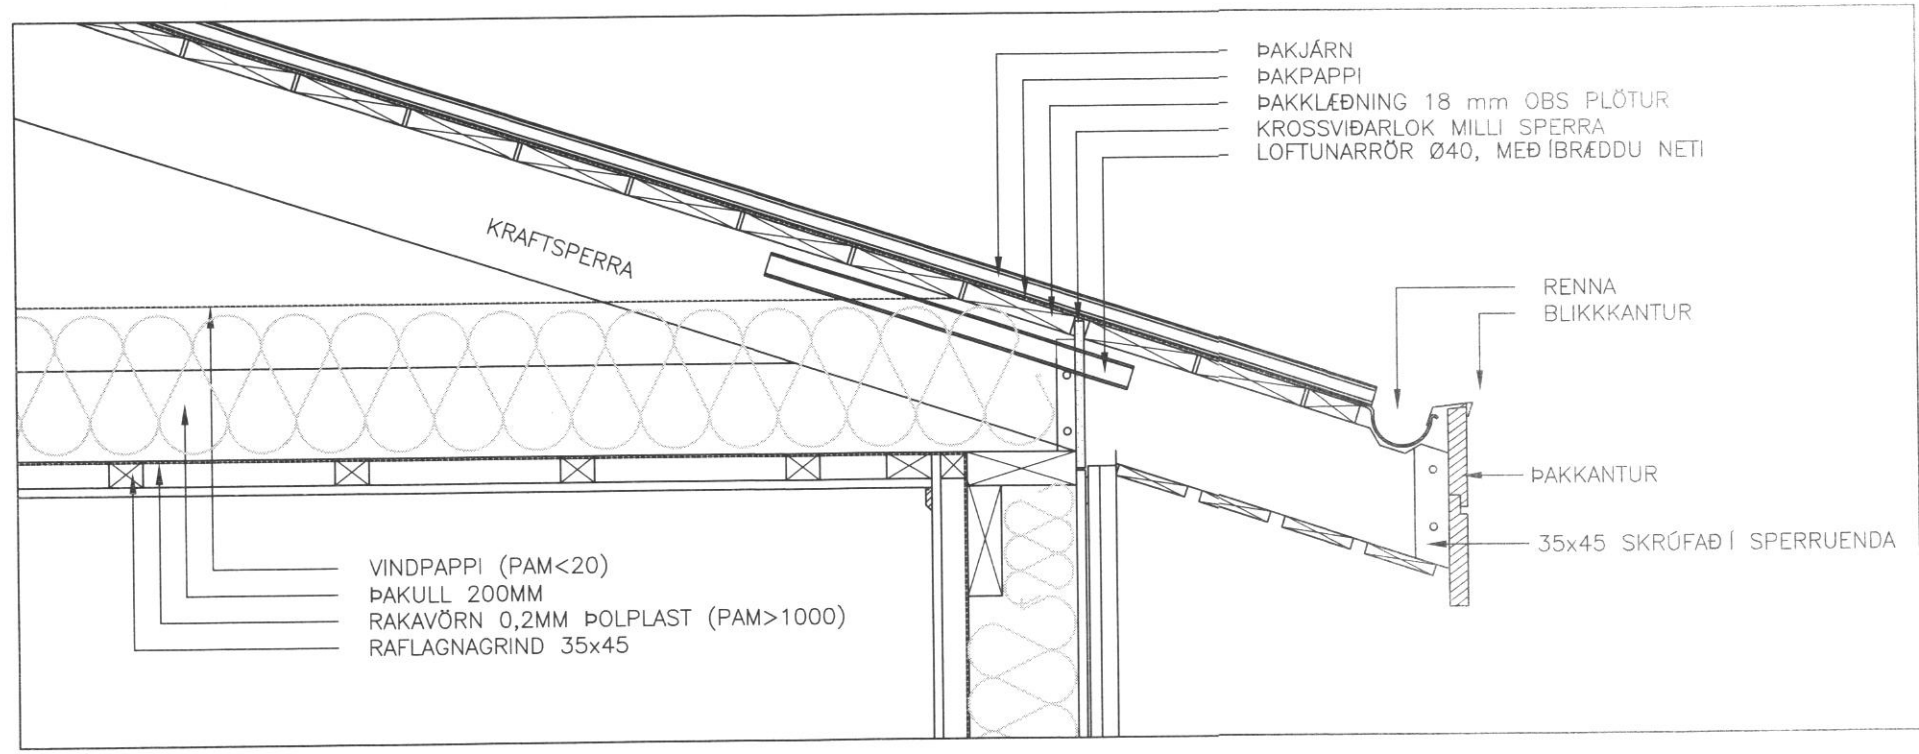 ÞAKJÁRN
ÞAKPAPPI
ÞAKKLÆÐNING 18 mm OBS PLÖTUR
KROSSVIÐARLOK MILLI SPERRA
LOFTUNARRÖR Ø40, MEÐ ÍBRÆDDU NETI
KRAFTSPERRA
RENNA
BLIKKKANTUR
ÞAKKANTUR
35x45 SKRÚFAÐ Í SPERRUENDA
VINDPAPPI (PAM<20)
ÞAKULL 200MM
RAKAVÖRN 0,2MM ÞOLPLAST (PAM>1000)
RAFLAGNAGRIND 35x45